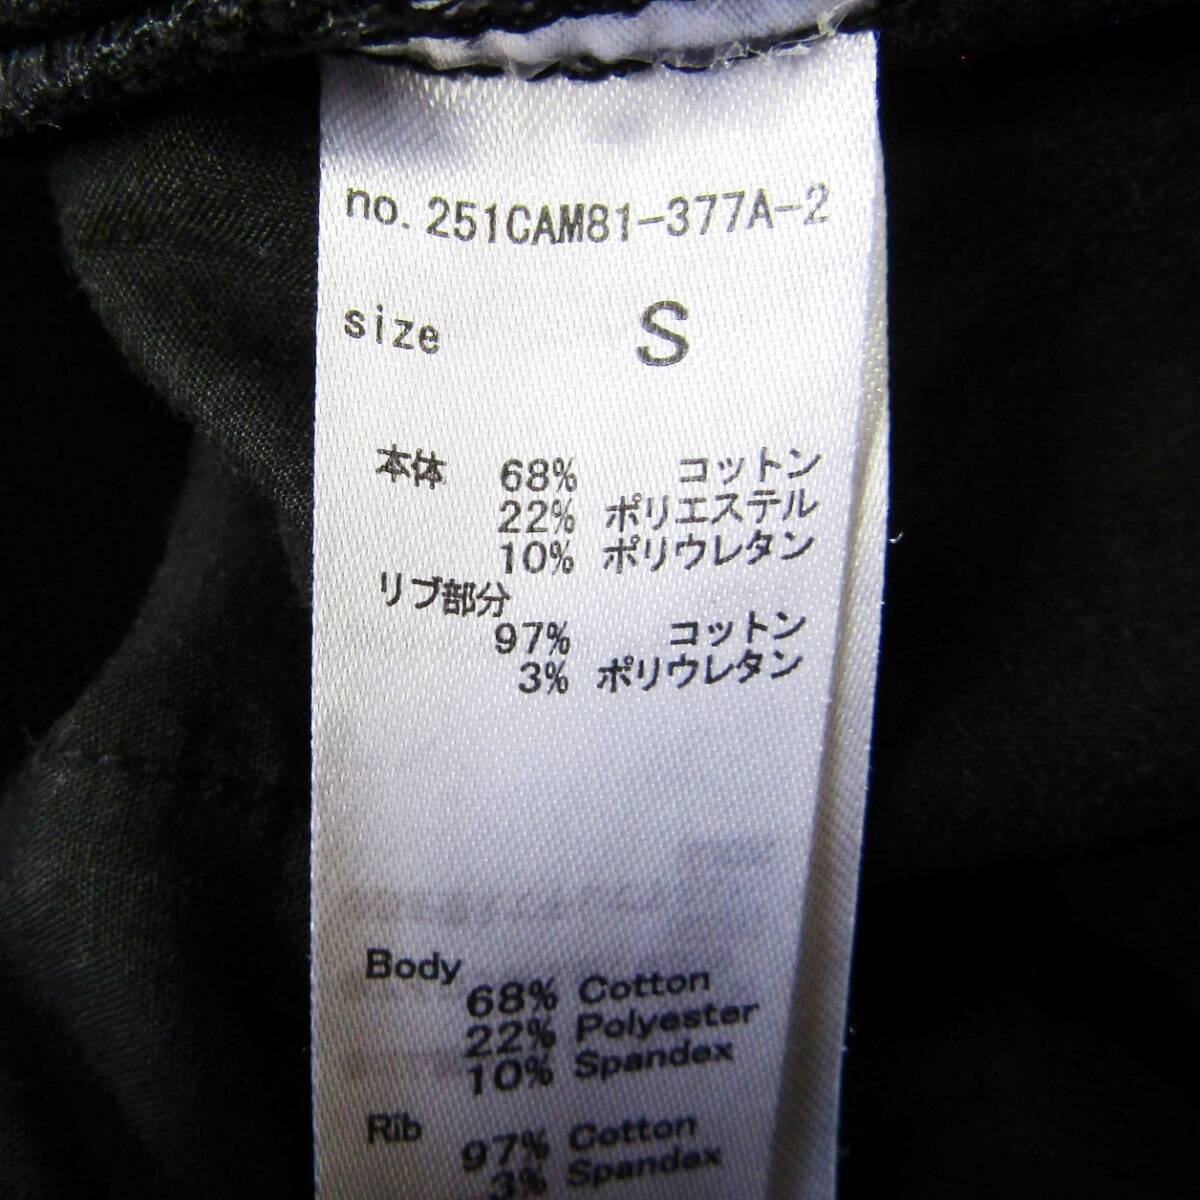 no. 251CAM81-377A-2
size S
本体 68% コットン
22% ポリエステル
10% ポリウレタン
リブ部分
97% コットン
3% ポリウレタン
Body
68% Cotton
22% Polyester
10% Spandex
Rib
97% Cotton
3% Spandex